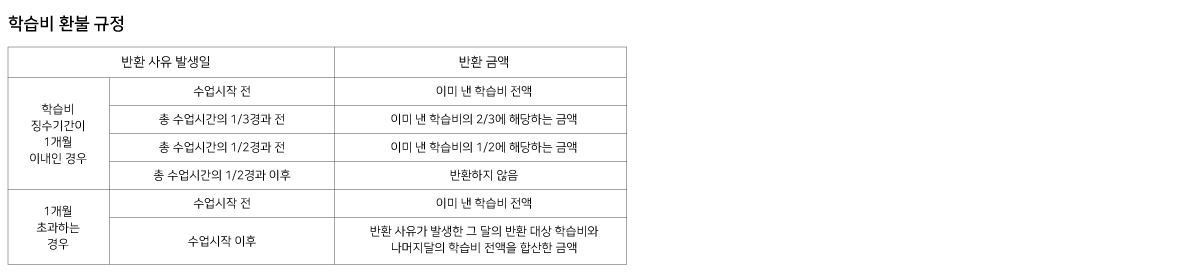 학습비 환불 규정
반환 사유 발생일
반환 금액
학습비
징수기간이
1개월
이내인 경우
수업시작 전
이미 낸 학습비 전액
총 수업시간의 1/3경과 전
이미 낸 학습비의 2/3에 해당하는 금액
총 수업시간의 1/2경과 전
이미 낸 학습비의 1/2에 해당하는 금액
총 수업시간의 1/2경과 이후
반환하지 않음
1개월
초과하는
경우
수업시작 전
이미 낸 학습비 전액
수업시작 이후
반환 사유가 발생한 그 달의 반환 대상 학습비와
나머지달의 학습비 전액을 합산한 금액